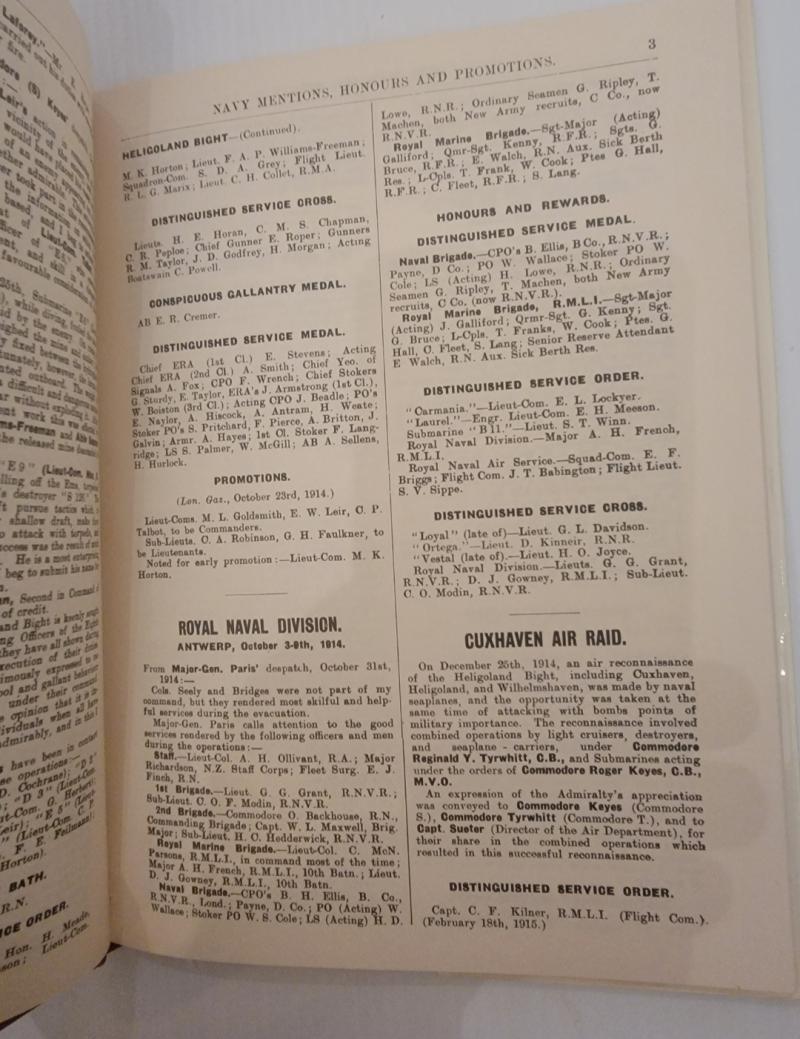 3
NAVY MENTIONS, HONOURS AND PROMOTIONS.
HELIGOLAND BIGHT—(Continued).
M. K. Horton; Lieut. F. A. P. Williams-Freeman;
Squadron-Com. S. D. A. Grey; Flight Lieut.
R. L. G. Marix; Lieut. C. H. Collet, R.M.A.
DISTINGUISHED SERVICE CROSS.
Lieuts. H. E. Horan, C. M. S. Chapman,
C. R. Peploe; Chief Gunner E. Roper; Gunners
R. M. Taylor, J. D. Godfrey, H. Morgan; Acting
Boatswain C. Powell.
CONSPICUOUS GALLANTRY MEDAL.
AB E. R. Cremer.
DISTINGUISHED SERVICE MEDAL.
Chief ERA (1st Cl.) E. Stevens; Acting
Chief ERA (2nd Cl.) A. Smith; Chief Yeo. of
Signals A. Fox; CPO F. Wrench; Chief Stokers
G. Sturdy, E. Taylor, ERA's J. Armstrong (1st Cl.),
W. Boiston (3rd Cl.); Acting CPO J. Beadle; PO's
E. Naylor, A. Hiscock, A. Antram, H. Weate;
Stoker PO's S. Pritchard, F. Pierce, A. Britton, J.
Galvin; Armr. A. Hayes; 1st Cl. Stoker F. Lang-
ridge; LS S. Palmer, W. McGill; AB A. Sellens,
H. Hurlock.
PROMOTIONS.
(Lon. Gaz., October 23rd, 1914.)
Lieut-Coms. M. L. Goldsmith, E. W. Leir, C. P.
Talbot, to be Commanders.
Sub-Lieuts. C. A. Robinson, G. H. Faulkner, to
be Lieutenants.
Noted for early promotion:—Lieut-Com. M. K.
Horton.
ROYAL NAVAL DIVISION.
ANTWERP, October 3-9th, 1914.
From Major-Gen. Paris' despatch, October 31st,
1914:—
Cols. Seely and Bridges were not part of my
command, but they rendered most skilful and help-
ful services during the evacuation.
Major-Gen. Paris calls attention to the good
services rendered by the following officers and men
during the operations:—
Staff.—Lieut-Col. A. H. Ollivant, R.A.; Major
Richardson, N.Z. Staff Corps; Fleet Surg. E. J.
Finch, R.N.
1st Brigade.—Lieut. G. G. Grant, R.N.V.R.;
Sub-Lieut. C. O. F. Modin, R.N.V.R.
2nd Brigade.—Commodore O. Backhouse, R.N.,
Commanding Brigade; Capt. W. L. Maxwell, Brig.
Major; Sub-Lieut. H. C. Hedderwick, R.N.V.R.
Royal Marine Brigade.—Lieut-Col. C. McN.
Parsons, R.M.L.I., in command most of the time;
Major A. H. French, R.M.L.I., 10th Batn.; Lieut.
D. J. Gowney, R.M.L.I., 10th Batn.
Naval Brigade.—CPO's B. H. Ellis, B. Co.,
R.N.V.R., Lond.; Payne, D. Co.; PO (Acting) W.
Wallace; Stoker PO W. S. Cole; LS (Acting) H. D.
Lowe, R.N.R.; Ordinary Seamen G. Ripley, T.
Machen, both New Army recruits, C Co., now
R.N.V.R.
Royal Marine Brigade.—Sgt-Major (Acting)
Galliford; Qmr-Sgt. Kenny, R.F.R.; Sgts. G.
Bruce, R.F.R.; E. Walch, R.N. Aux. Sick Berth
Res.; L-Cpls. T. Frank, W. Cook; Ptes G. Hall,
R.F.R.; C. Fleet, R.F.R.; S. Lang.
HONOURS AND REWARDS.
DISTINGUISHED SERVICE MEDAL.
Naval Brigade.—CPO's B. Ellis, B Co., R.N.V.R.;
Payne, D Co.; PO W. Wallace; Stoker PO W.
Cole; LS (Acting) H. Lowe, R.N.R.; Ordinary
Seamen G. Ripley, T. Machen, both New Army
recruits, C Co. (now R.N.V.R.).
Royal Marine Brigade, R.M.L.I.—Sgt-Major
(Acting) J. Galliford; Qrmr-Sgt. G. Kenny; Sgt.
G. Bruce; L-Cpls. T. Franks, W. Cook; Ptes. G.
Hall, C. Fleet, S. Lang; Senior Reserve Attendant
E Walch, R.N. Aux. Sick Berth Res.
DISTINGUISHED SERVICE ORDER.
"Carmania."—Lieut-Com. E. L. Lockyer.
"Laurel."—Engr. Lieut-Com. E. H. Meeson.
Submarine "B 11."—Lieut. S. T. Winn.
Royal Naval Division.—Major A. H. French,
R.M.L.I.
Royal Naval Air Service.—Squad-Com. E. F.
Briggs; Flight Com. J. T. Babington; Flight Lieut.
S. V. Sippe.
DISTINGUISHED SERVICE CROSS.
"Loyal" (late of)—Lieut. G. L. Davidson.
"Ortega."—Lieut. D. Kinneir, R.N.R.
"Vestal (late of).—Lieut. H. O. Joyce.
Royal Naval Division.—Lieuts. G. G. Grant,
R.N.V.R.; D. J. Gowney, R.M.L.I.; Sub-Lieut.
C. O. Modin, R.N.V.R.
CUXHAVEN AIR RAID.
On December 25th, 1914, an air reconnaissance
of the Heligoland Bight, including Cuxhaven,
Heligoland, and Wilhelmshaven, was made by naval
seaplanes, and the opportunity was taken at the
same time of attacking with bombs points of
military importance. The reconnaissance involved
combined operations by light cruisers, destroyers,
and seaplane-carriers, under Commodore
Reginald Y. Tyrwhitt, C.B., and Submarines acting
under the orders of Commodore Roger Keyes, C.B.,
M.V.O.
An expression of the Admiralty's appreciation
was conveyed to Commodore Keyes (Commodore
S.), Commodore Tyrwhitt (Commodore T.), and to
Capt. Sueter (Director of the Air Department), for
their share in the combined operations which
resulted in this successful reconnaissance.
DISTINGUISHED SERVICE ORDER.
Capt. C. F. Kilner, R.M.L.I. (Flight Com.).
(February 18th, 1915.)